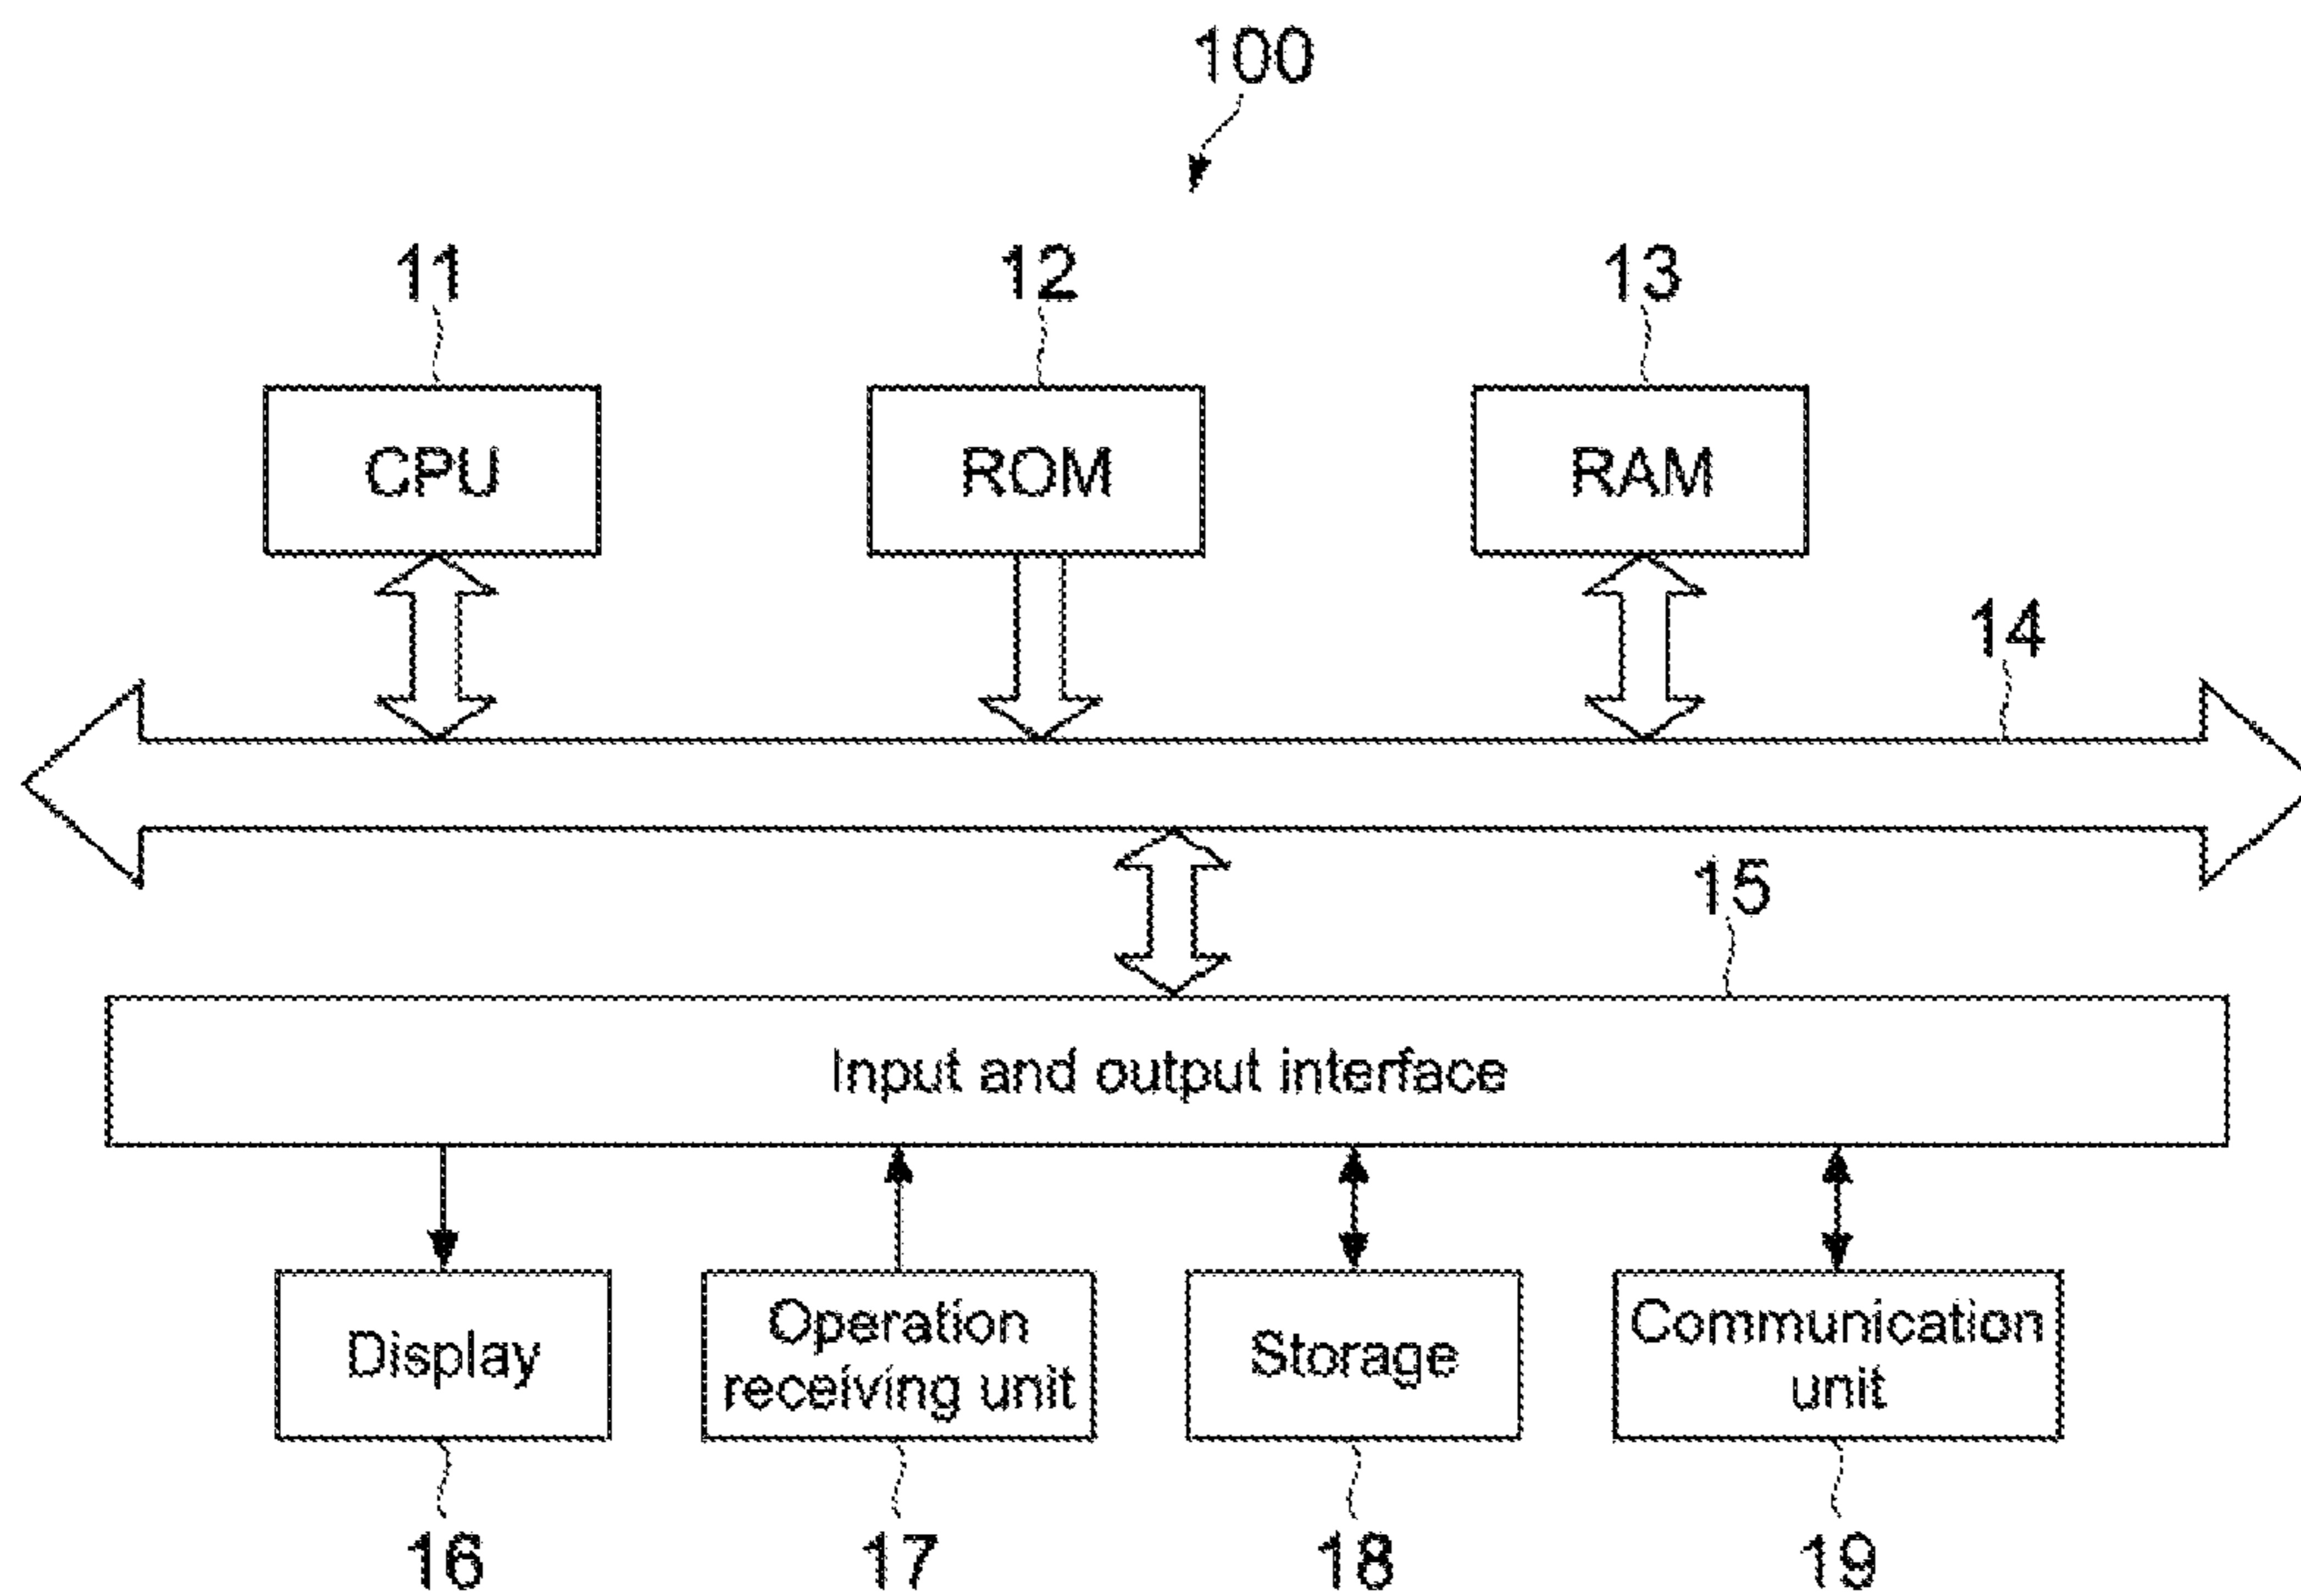 100
11
12
13
CPU
ROM
RAM
14
15
Input and output interface
Display
Operation
receiving unit
Storage
Communication
unit
16
17
18
19